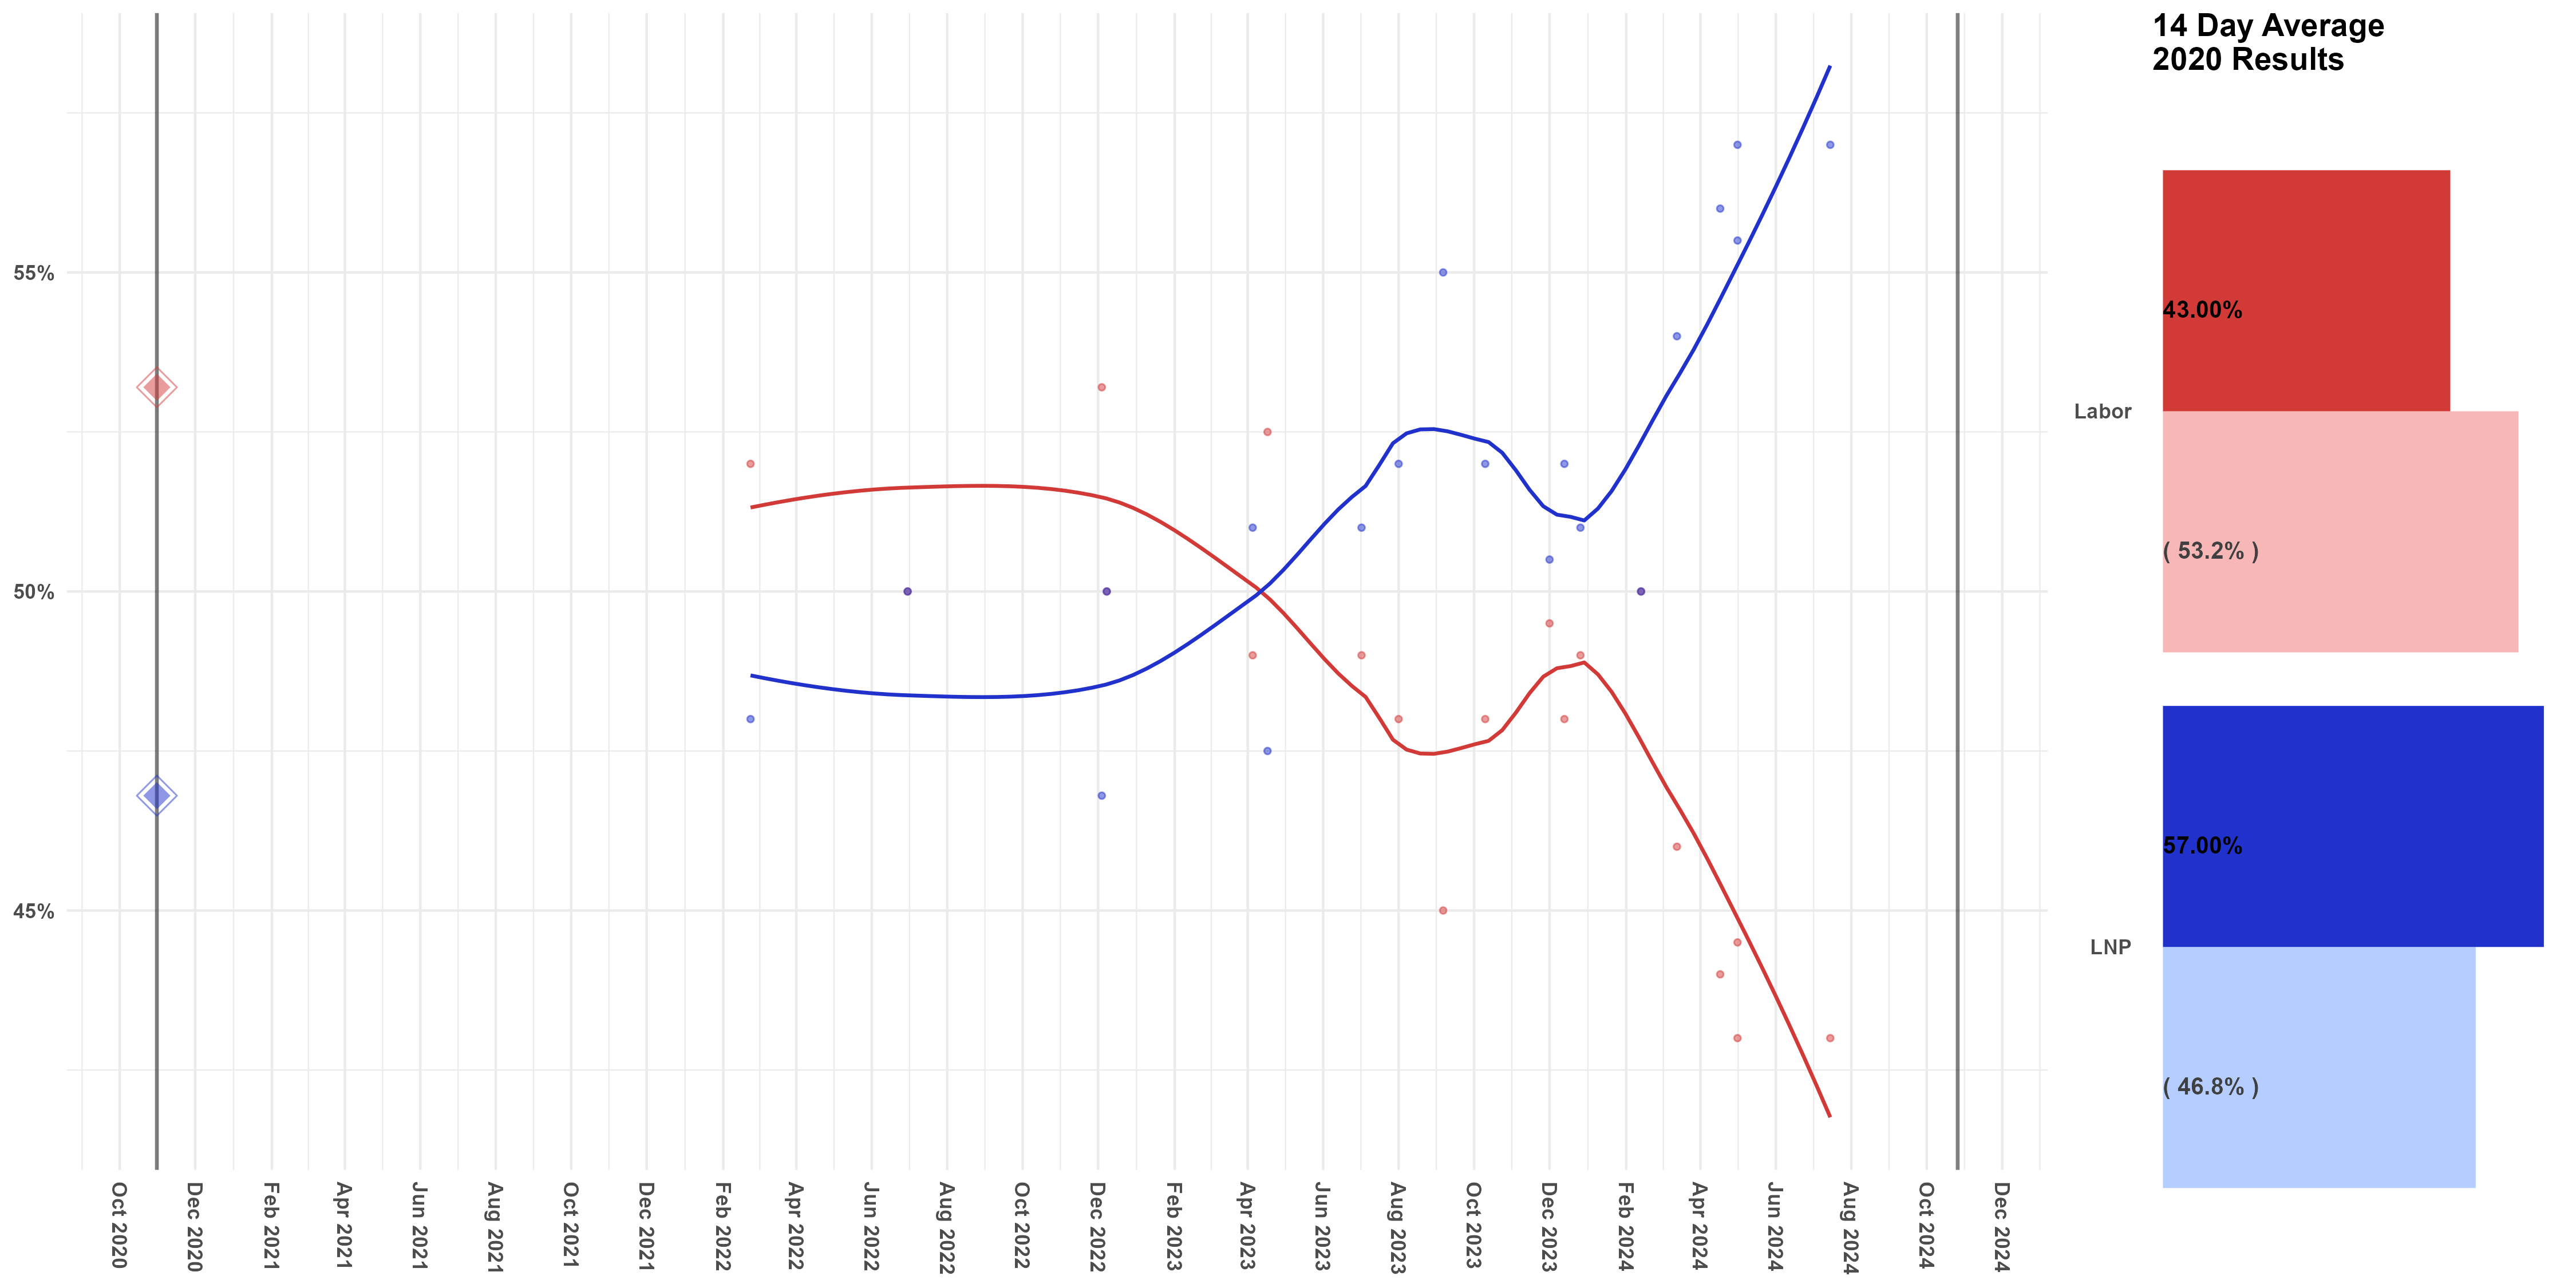 14 Day Average
2020 Results
55%
50%
45%
Oct 2020
Dec 2020
Feb 2021
Apr 2021
Jun 2021
Aug 2021
Oct 2021
Dec 2021
Feb 2022
Apr 2022
Jun 2022
Aug 2022
Oct 2022
Dec 2022
Feb 2023
Apr 2023
Jun 2023
Aug 2023
Oct 2023
Dec 2023
Feb 2024
Apr 2024
Jun 2024
Aug 2024
Oct 2024
Dec 2024
43.00%
Labor
( 53.2% )
57.00%
LNP
( 46.8% )